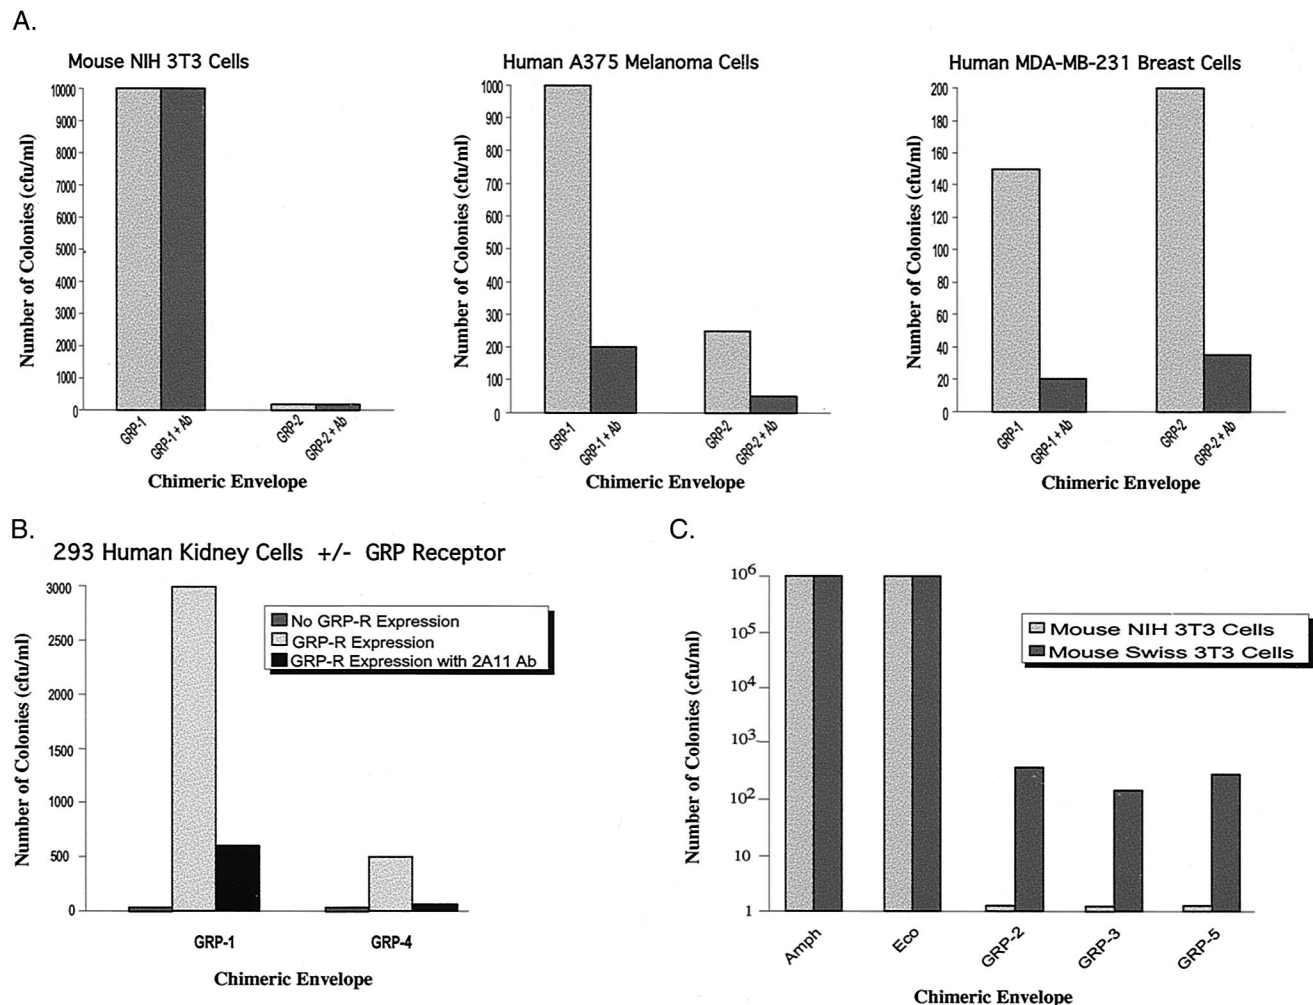 A.
Mouse NIH 3T3 Cells
Number of Colonies (cfu/ml)
10000
9000
8000
7000
6000
5000
4000
3000
2000
1000
0
GRP-1
GRP-1 + Ab
GRP-2
GRP-2 + Ab
Chimeric Envelope
Human A375 Melanoma Cells
Number of Colonies (cfu/ml)
1000
900
800
700
600
500
400
300
200
100
0
GRP-1
GRP-1 + Ab
GRP-2
GRP-2 + Ab
Chimeric Envelope
Human MDA-MB-231 Breast Cells
Number of Colonies (cfu/ml)
200
180
160
140
120
100
80
60
40
20
0
GRP-1
GRP-1 + Ab
GRP-2
GRP-2 + Ab
Chimeric Envelope
B.
293 Human Kidney Cells +/- GRP Receptor
Number of Colonies (cfu/ml)
3000
2500
2000
1500
1000
500
0
No GRP-R Expression
GRP-R Expression
GRP-R Expression with 2A11 Ab
GRP-1
GRP-4
Chimeric Envelope
C.
Number of Colonies (cfu/ml)
10⁶
10⁵
10⁴
10³
10²
10
1
Mouse NIH 3T3 Cells
Mouse Swiss 3T3 Cells
Amph
Eco
GRP-2
GRP-3
GRP-5
Chimeric Envelope